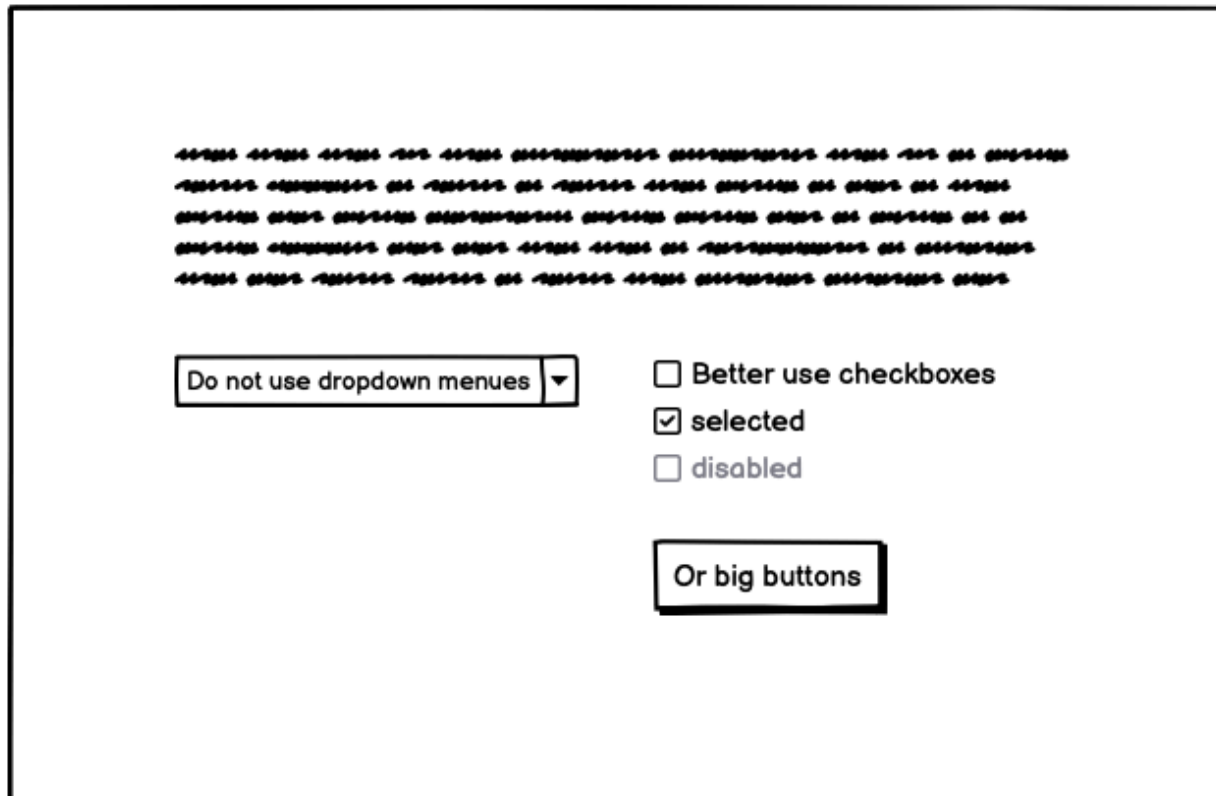 Do not use dropdown menues
Better use checkboxes
selected
disabled
Or big buttons